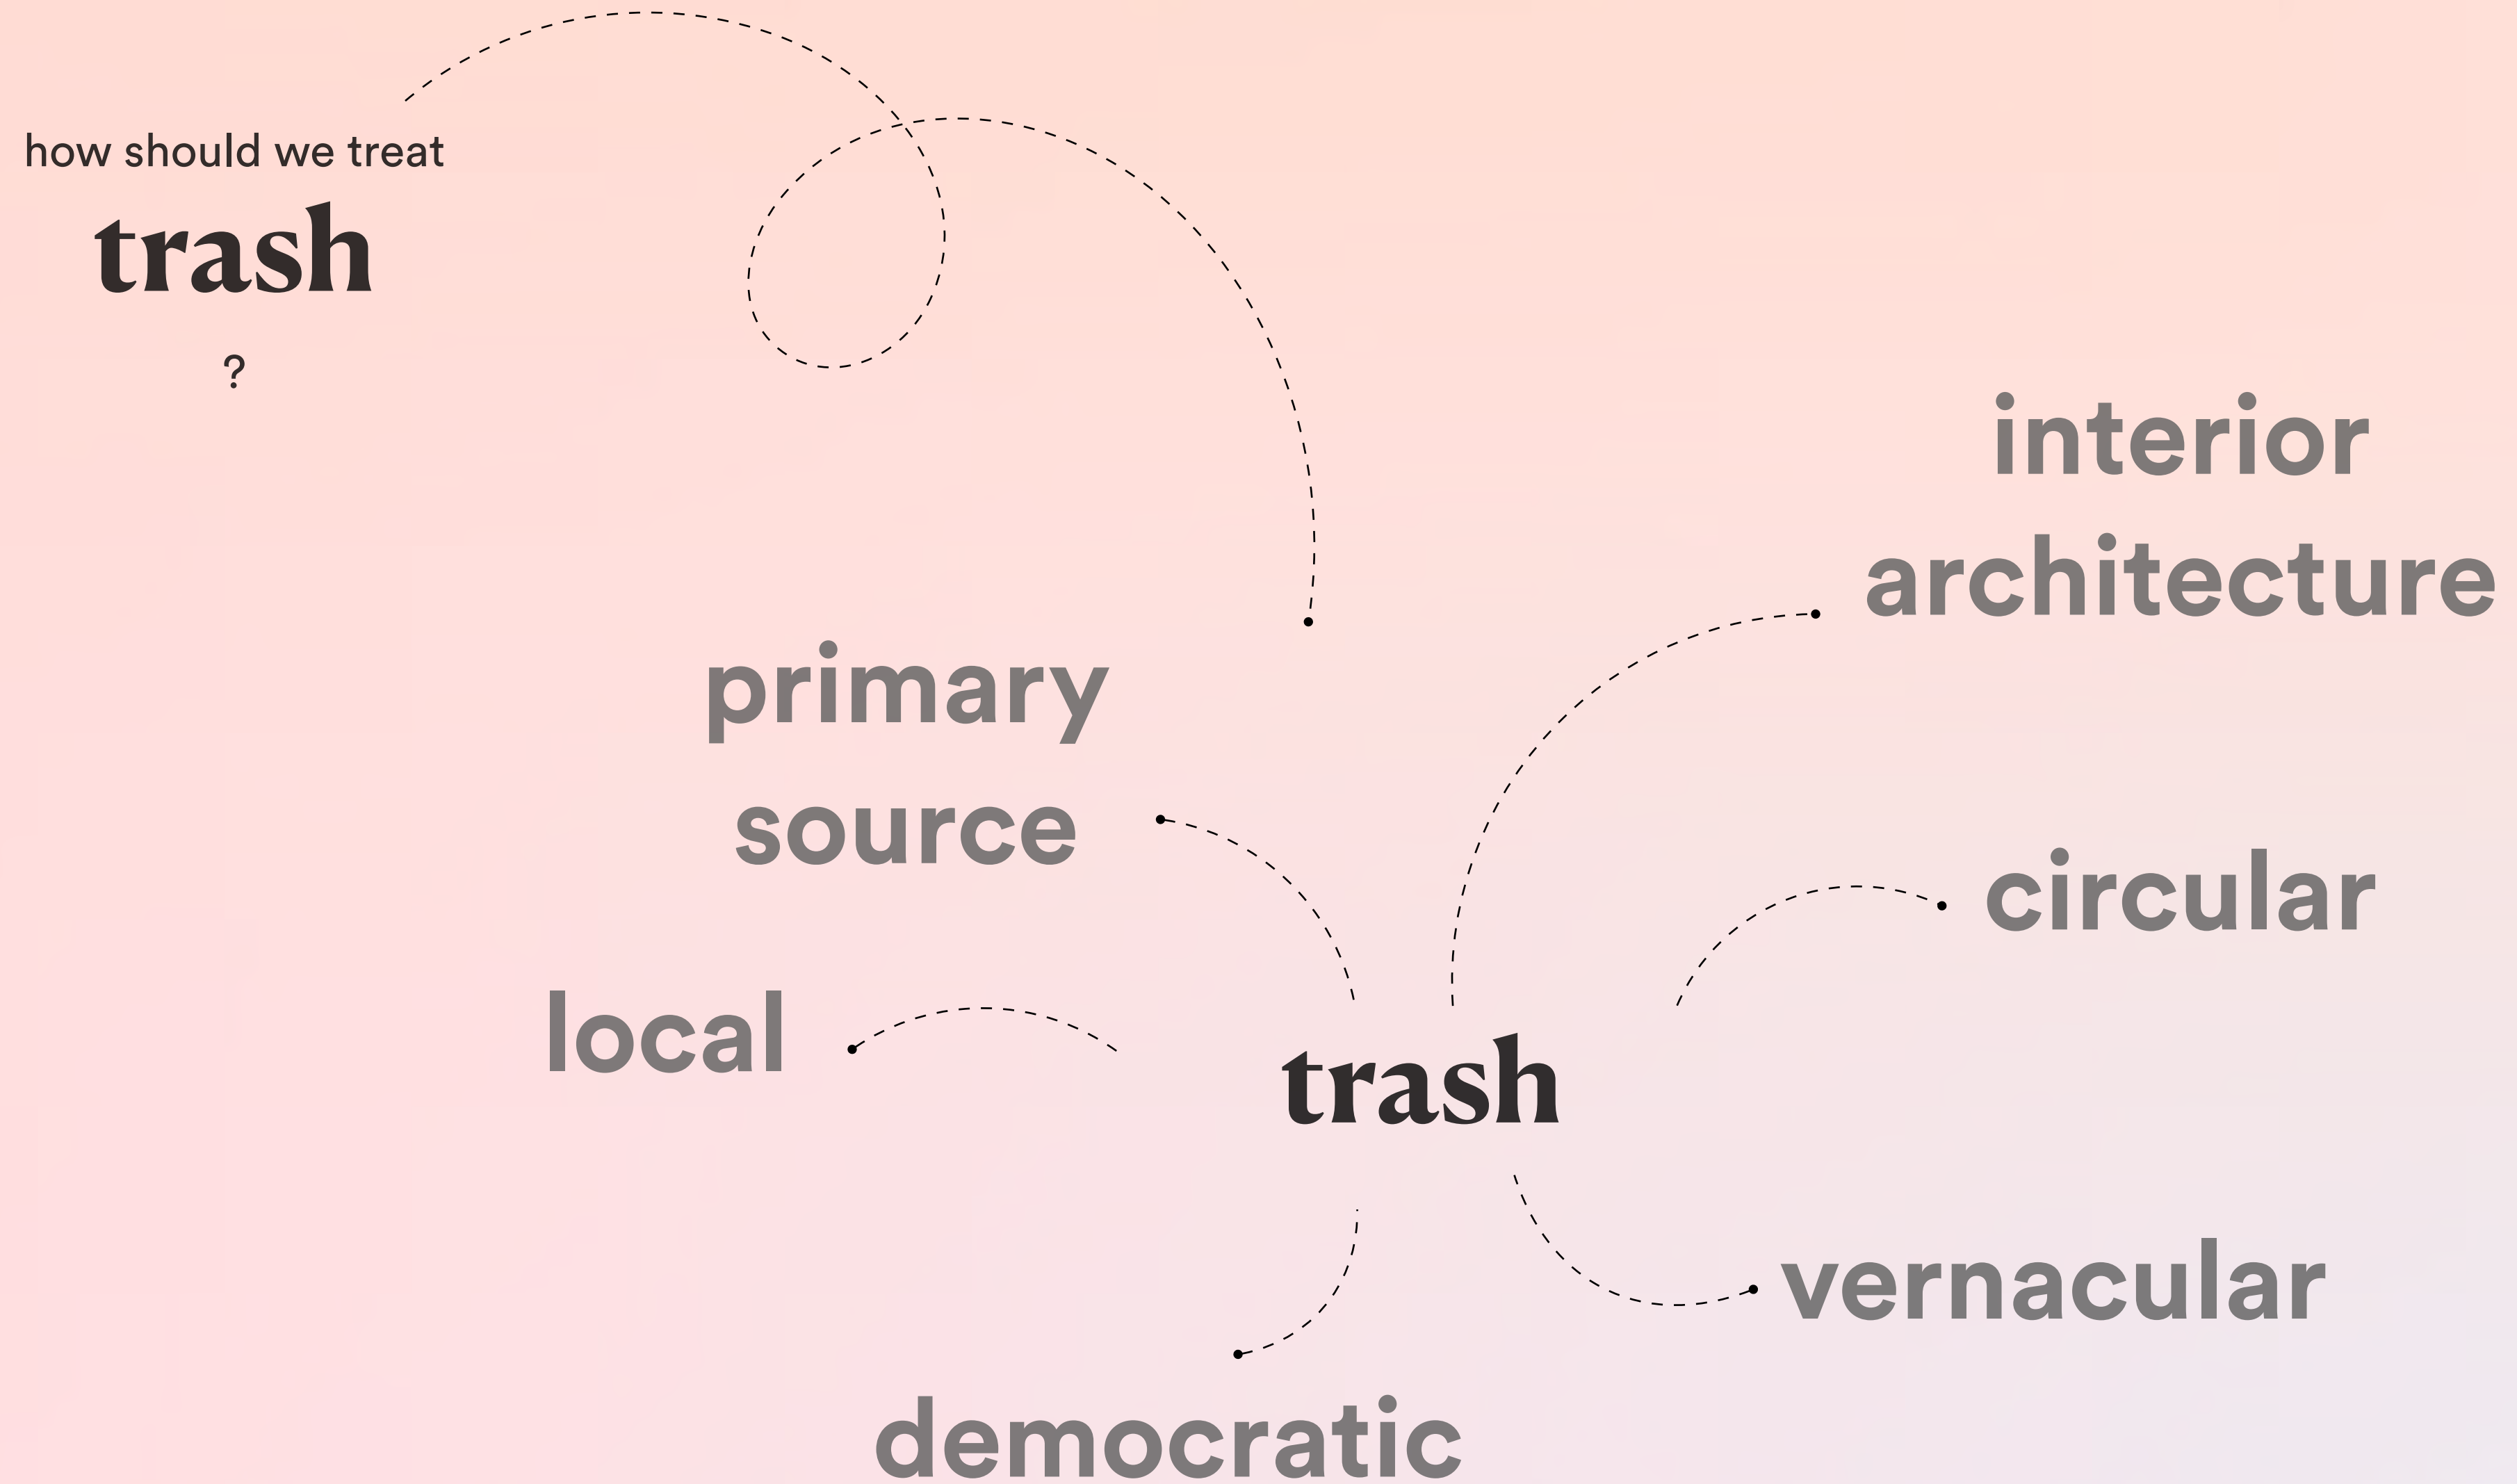 how should we treat
trash
?
interior
architecture
primary
source
circular
local
trash
vernacular
democratic